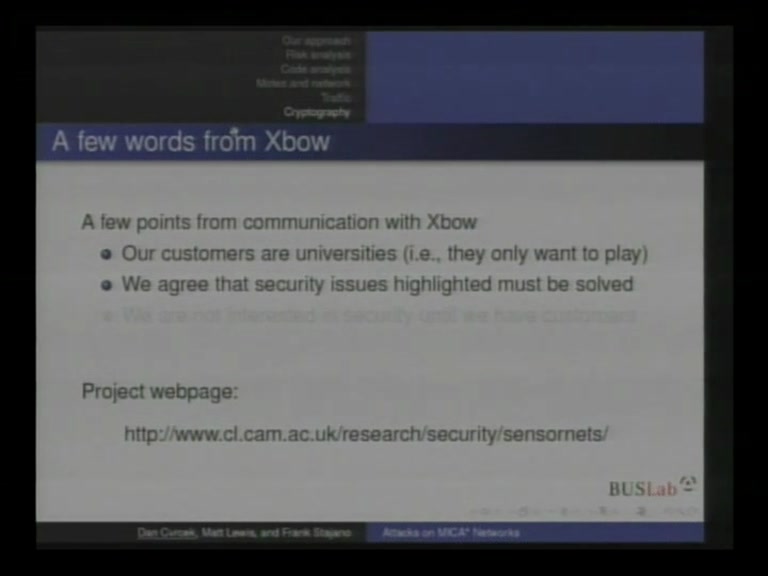 Our approach
Risk analysis
Code analysis
Motes and network
Traffic
Cryptography
A few words from Xbow
A few points from communication with Xbow
Our customers are universities (i.e., they only want to play)
We agree that security issues highlighted must be solved
We are not interested in security until we have customers
Project webpage:
http://www.cl.cam.ac.uk/research/security/sensornets/
BUSLab
Dan Cvrcek, Matt Lewis, and Frank Stajano
Attacks on MICA* Networks